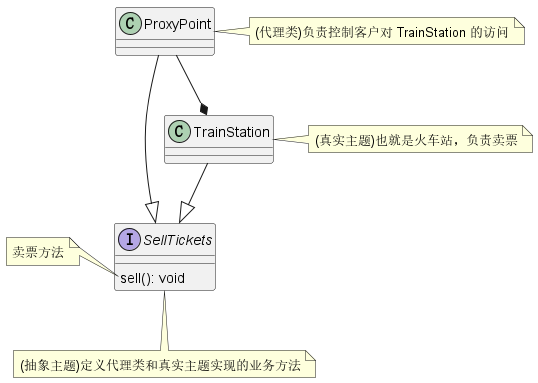 C ProxyPoint
(代理类)负责控制客户对 TrainStation 的访问
C TrainStation
(真实主题)也就是火车站，负责卖票
I SellTickets
卖票方法
sell(): void
(抽象主题)定义代理类和真实主题实现的业务方法